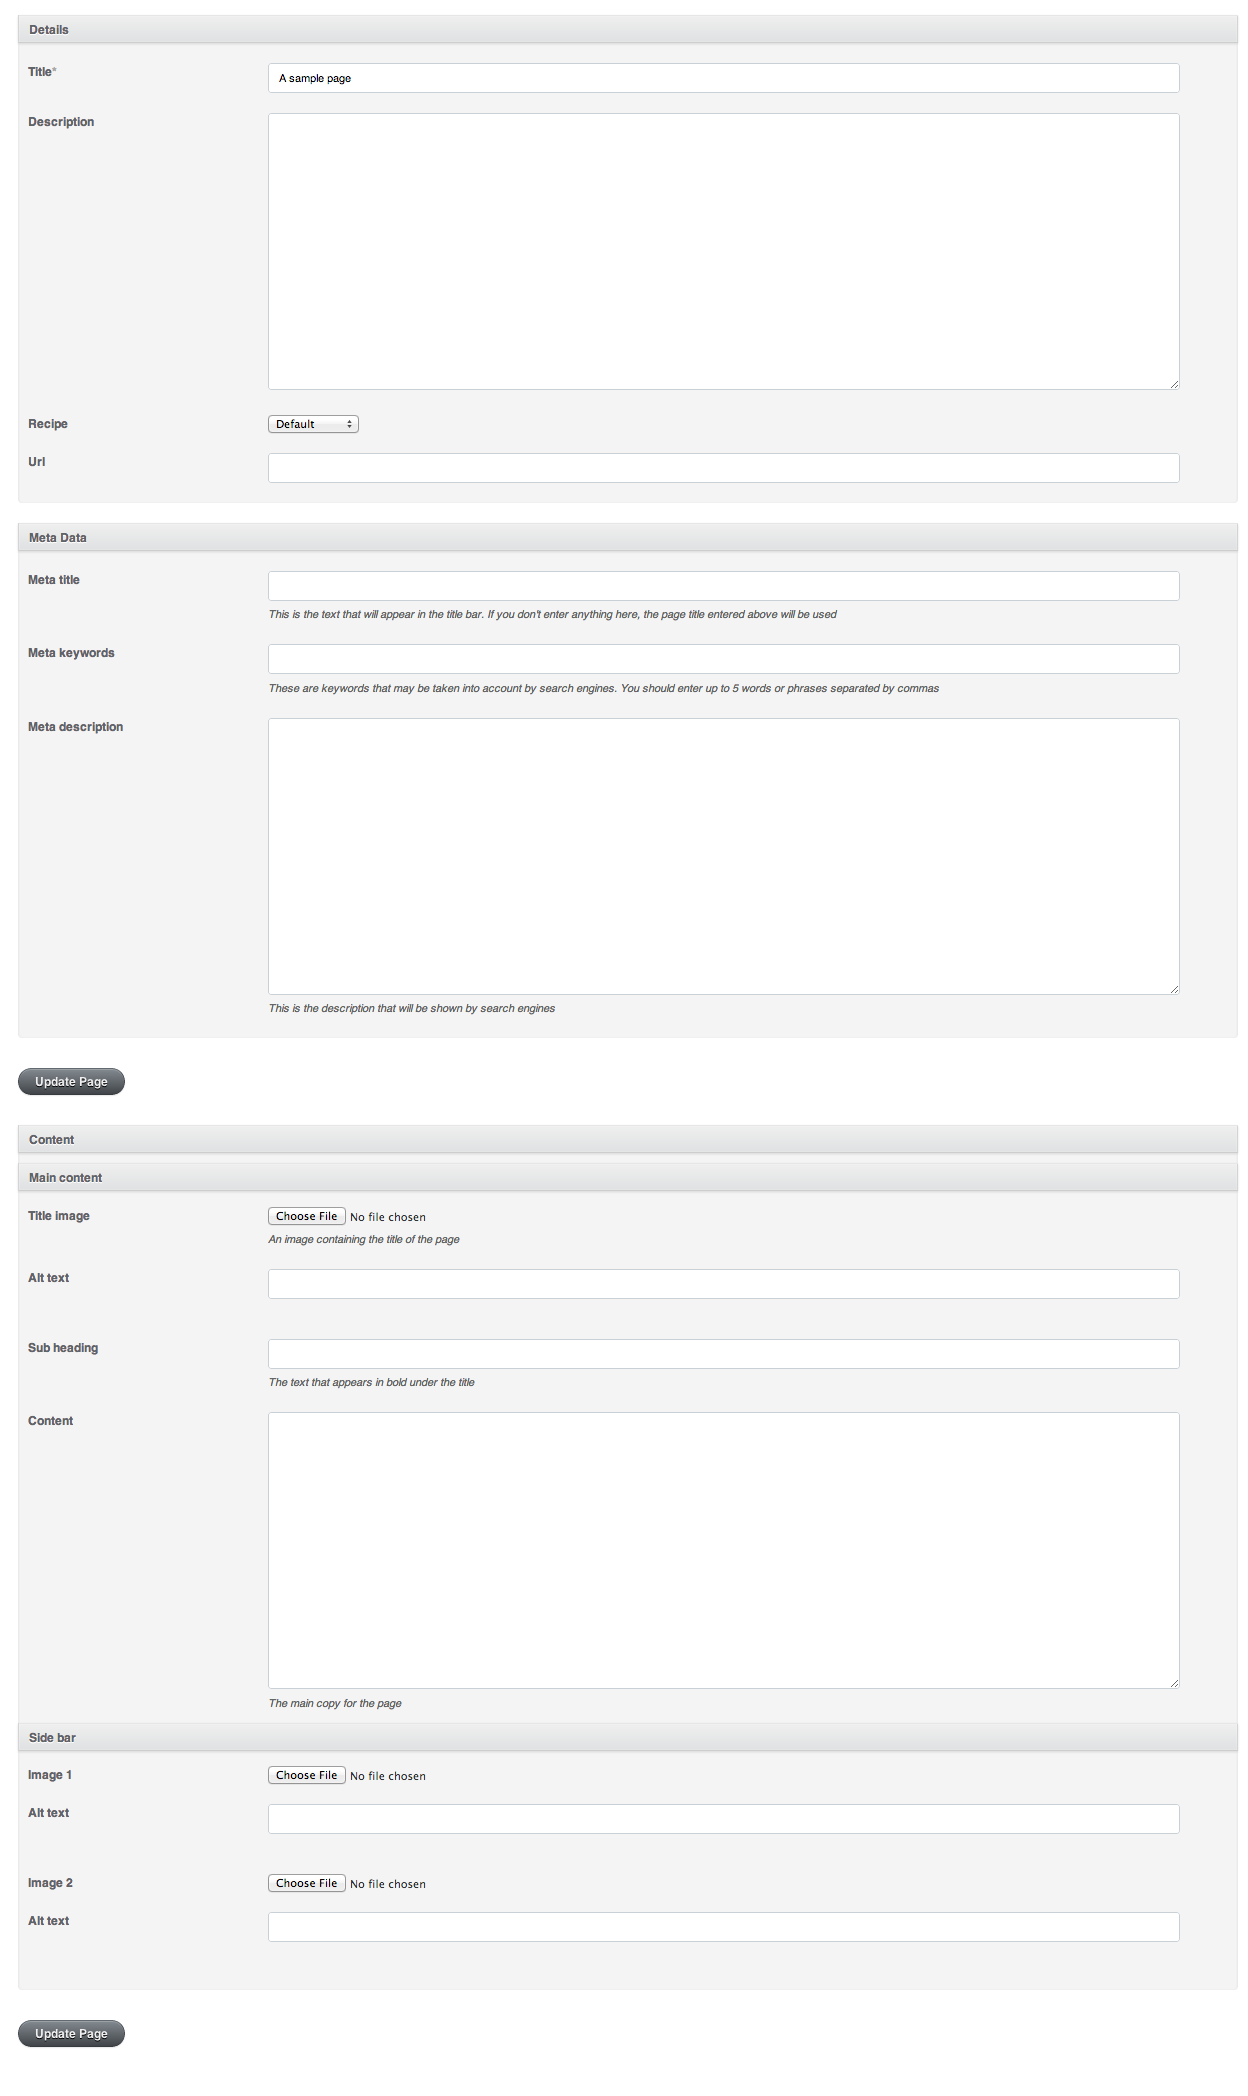 Details
Title*
A sample page
Description
Recipe
Default
Url
Meta Data
Meta title
This is the text that will appear in the title bar. If you don't enter anything here, the page title entered above will be used
Meta keywords
These are keywords that may be taken into account by search engines. You should enter up to 5 words or phrases separated by commas
Meta description
This is the description that will be shown by search engines
Update Page
Content
Main content
Title image
Choose File No file chosen
An image containing the title of the page
Alt text
Sub heading
The text that appears in bold under the title
Content
The main copy for the page
Side bar
Image 1
Choose File No file chosen
Alt text
Image 2
Choose File No file chosen
Alt text
Update Page